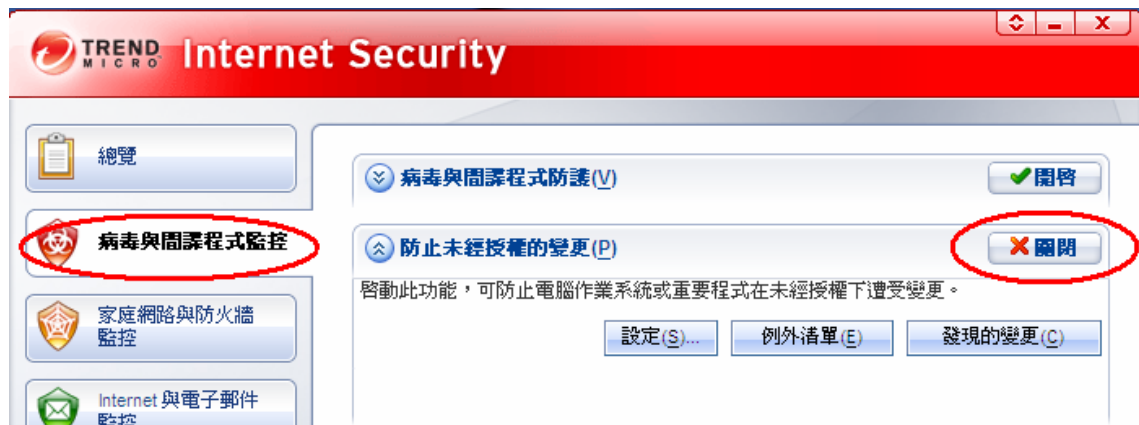 TREND MICRO Internet Security
總覽
病毒與間諜程式防護(V)
開啓
病毒與間諜程式監控
防止未經授權的變更(P)
關閉
啓動此功能，可防止電腦作業系統或重要程式在未經授權下遭受變更。
設定(S)...
例外清單(E)
發現的變更(C)
家庭網路與防火牆
監控
Internet 與電子郵件
監控